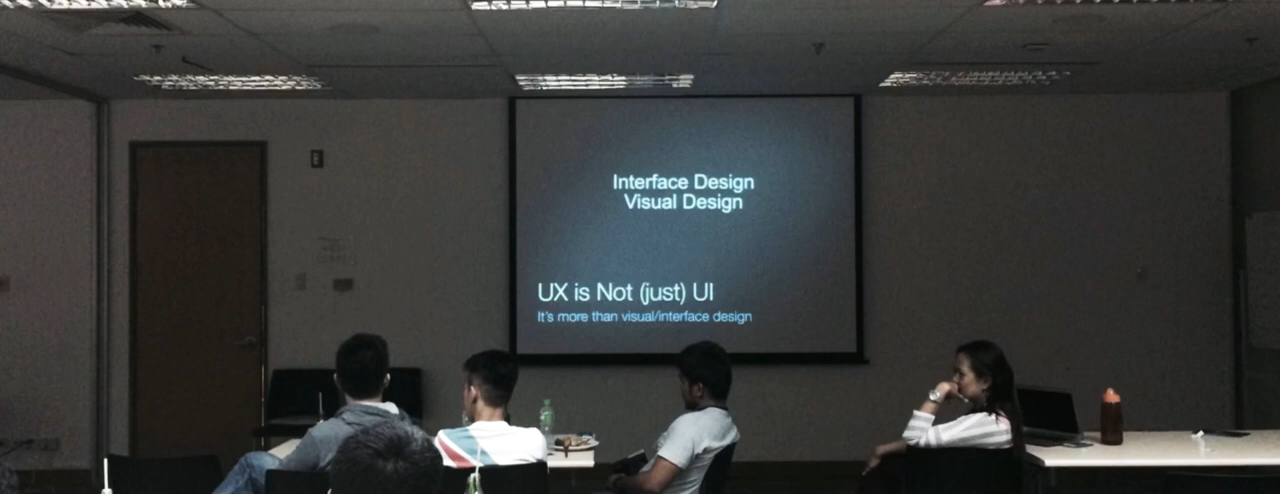 Interface Design
Visual Design
UX is Not (just) UI
It's more than visual/interface design